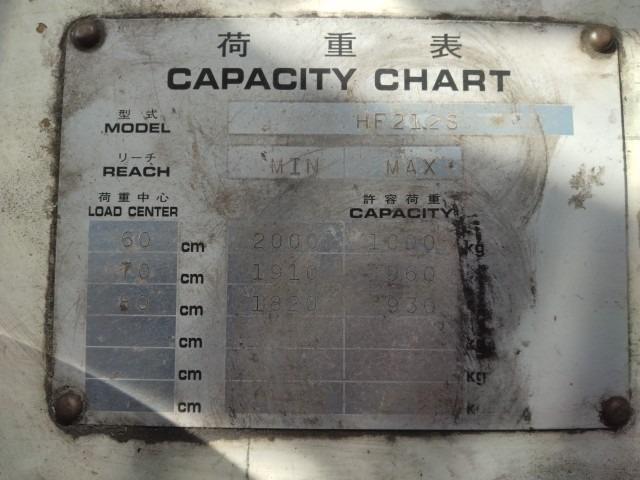 荷重表
CAPACITY CHART
型式
MODEL HF212S
リーチ
REACH MIN MAX
荷重中心 許容荷重
LOAD CENTER CAPACITY
60 cm 2000 1000 kg
70 cm 1910 960
80 cm 1820 930
cm kg
cm kg
cm kg